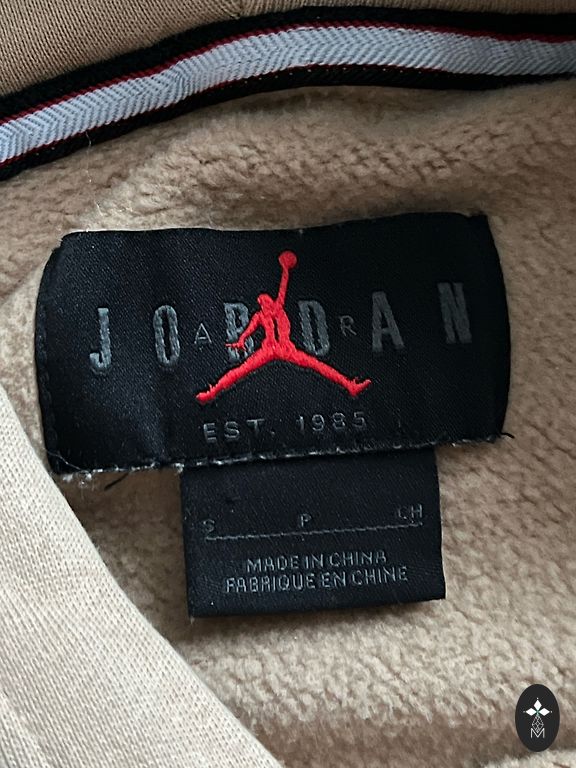 JORDAN
AIR
EST. 1985
S P CH
MADE IN CHINA
FABRIQUE EN CHINE
M